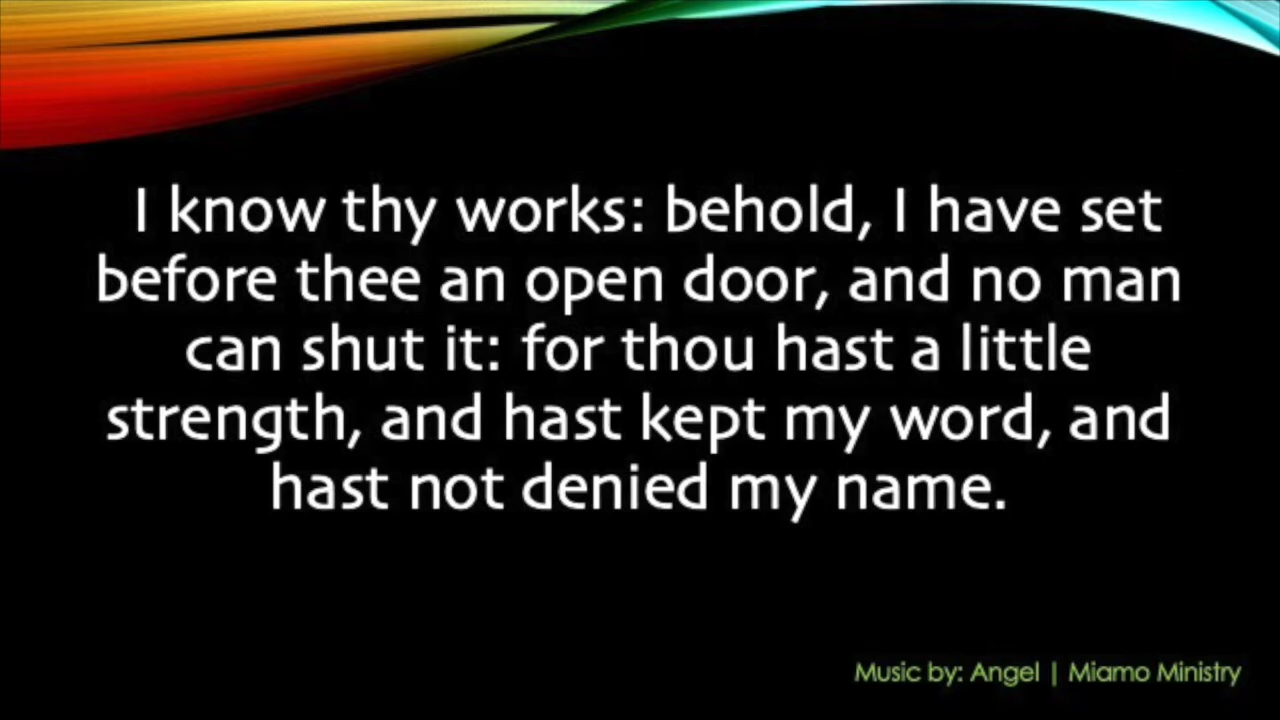 I know thy works: behold, I have set
before thee an open door, and no man
can shut it: for thou hast a little
strength, and hast kept my word, and
hast not denied my name.
Music by: Angel | Miamo Ministry